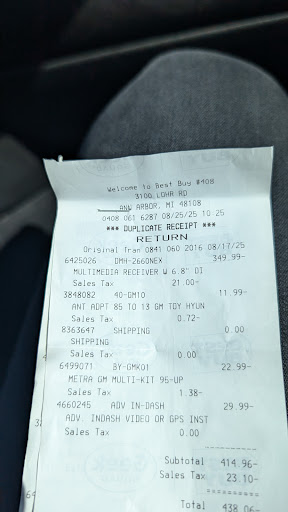 Welcome to Best Buy #408
3100 LOHR RD
ANN ARBOR, MI 48108
0408 061 6287 08/25/25 10:25
*** DUPLICATE RECEIPT ***
RETURN
Original Tran 0841 060 2016 08/17/25
6425026 DMH-2660NEX 349.99-
MULTIMEDIA RECEIVER W 6.8" DI
Sales Tax 21.00-
3848082 40-GM10 11.99-
ANT ADPT 85 TO 13 GM TOY HYUN
Sales Tax 0.72-
8363647 SHIPPING 0.00
SHIPPING
Sales Tax 0.00
6499071 BY-GMK01 22.99-
METRA GM MULTI-KIT 95-UP
Sales Tax 1.38-
4660245 ADV IN-DASH 29.99-
ADV. INDASH VIDEO OR GPS INST
Sales Tax 0.00
Subtotal 414.96-
Sales Tax 23.10-
Total 438.06-